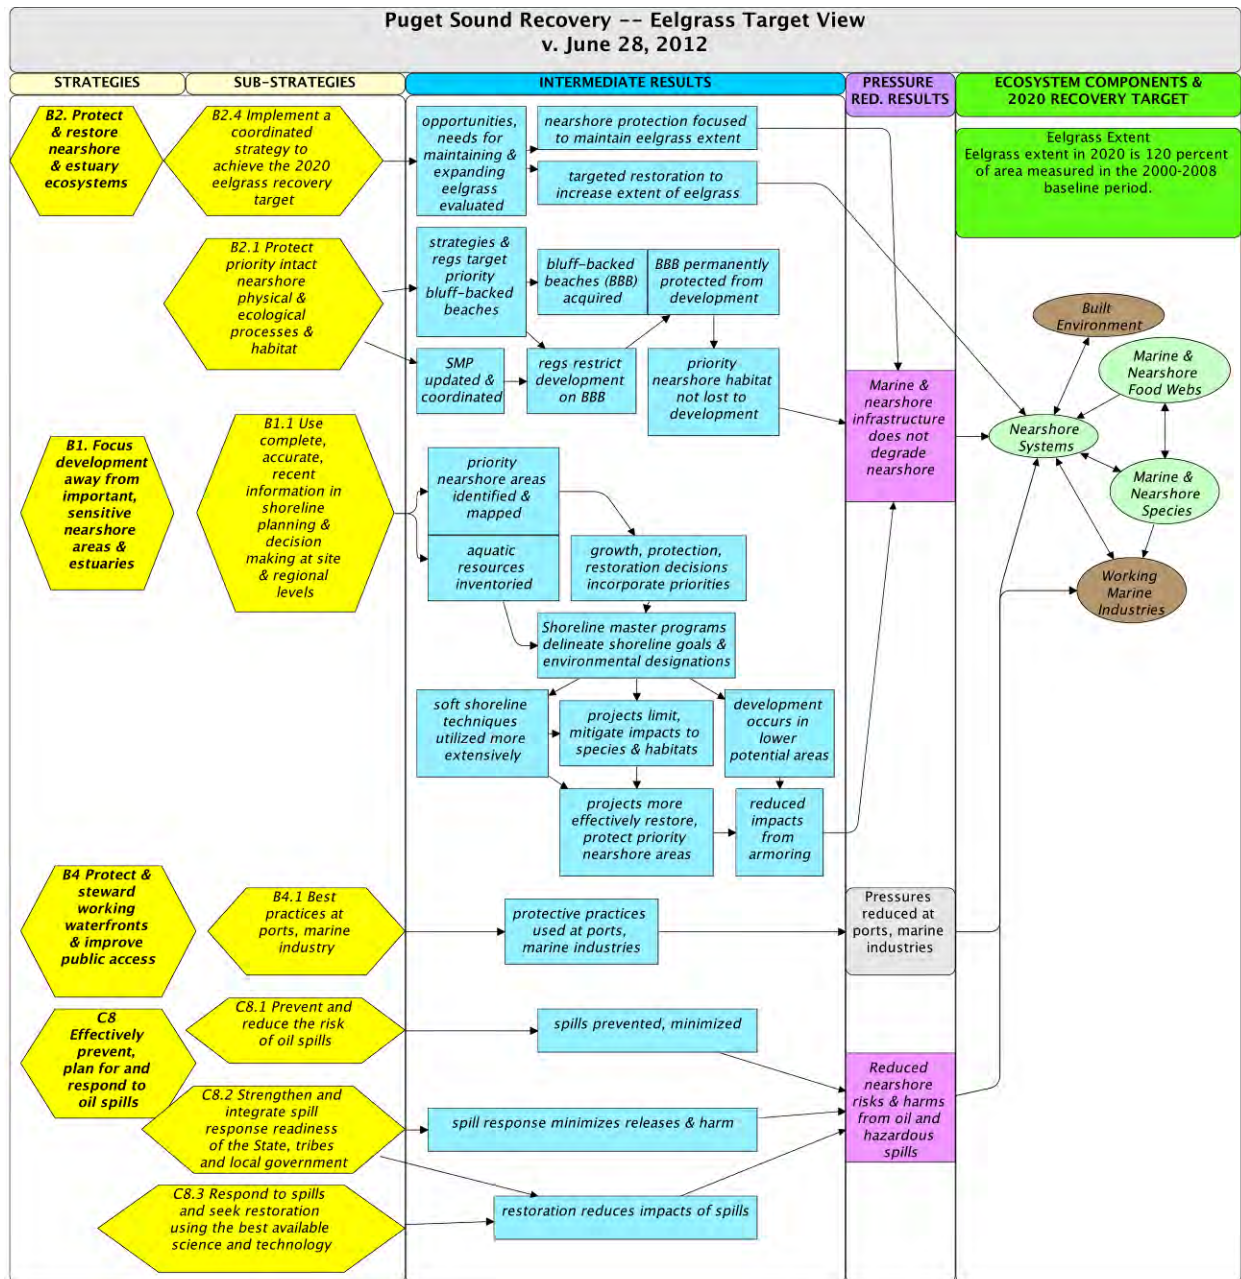 Puget Sound Recovery -- Eelgrass Target View
v. June 28, 2012
STRATEGIES
SUB-STRATEGIES
INTERMEDIATE RESULTS
PRESSURE
RED. RESULTS
ECOSYSTEM COMPONENTS &
2020 RECOVERY TARGET
B2. Protect
& restore
nearshore
& estuary
ecosystems
B2.4 Implement a
coordinated
strategy to
achieve the 2020
eelgrass recovery
target
opportunities,
needs for
maintaining &
expanding
eelgrass
evaluated
nearshore protection focused
to maintain eelgrass extent
targeted restoration to
increase extent of eelgrass
Eelgrass Extent
Eelgrass extent in 2020 is 120 percent
of area measured in the 2000-2008
baseline period.
B2.1 Protect
priority intact
nearshore
physical &
ecological
processes &
habitat
strategies &
regs target
priority
bluff-backed
beaches
bluff-backed
beaches (BBB)
acquired
BBB permanently
protected from
development
SMP
updated &
coordinated
regs restrict
development
on BBB
priority
nearshore habitat
not lost to
development
Marine &
nearshore
infrastructure
does not
degrade
nearshore
Built
Environment
Marine &
Nearshore
Food Webs
Nearshore
Systems
Marine &
Nearshore
Species
Working
Marine
Industries
B1. Focus
development
away from
important,
sensitive
nearshore
areas &
estuaries
B1.1 Use
complete,
accurate,
recent
information in
shoreline
planning &
decision
making at site
& regional
levels
priority
nearshore areas
identified &
mapped
aquatic
resources
inventoried
growth, protection,
restoration decisions
incorporate priorities
Shoreline master programs
delineate shoreline goals &
environmental designations
soft shoreline
techniques
utilized more
extensively
projects limit,
mitigate impacts to
species & habitats
development
occurs in
lower
potential areas
projects more
effectively restore,
protect priority
nearshore areas
reduced
impacts
from
armoring
B4 Protect &
steward
working
waterfronts
& improve
public access
B4.1 Best
practices at
ports, marine
industry
protective practices
used at ports,
marine industries
Pressures
reduced at
ports, marine
industries
C8
Effectively
prevent,
plan for and
respond to
oil spills
C8.1 Prevent and
reduce the risk
of oil spills
spills prevented, minimized
C8.2 Strengthen and
integrate spill
response readiness
of the State, tribes
and local government
spill response minimizes releases & harm
Reduced
nearshore
risks & harms
from oil and
hazardous
spills
C8.3 Respond to spills
and seek restoration
using the best available
science and technology
restoration reduces impacts of spills